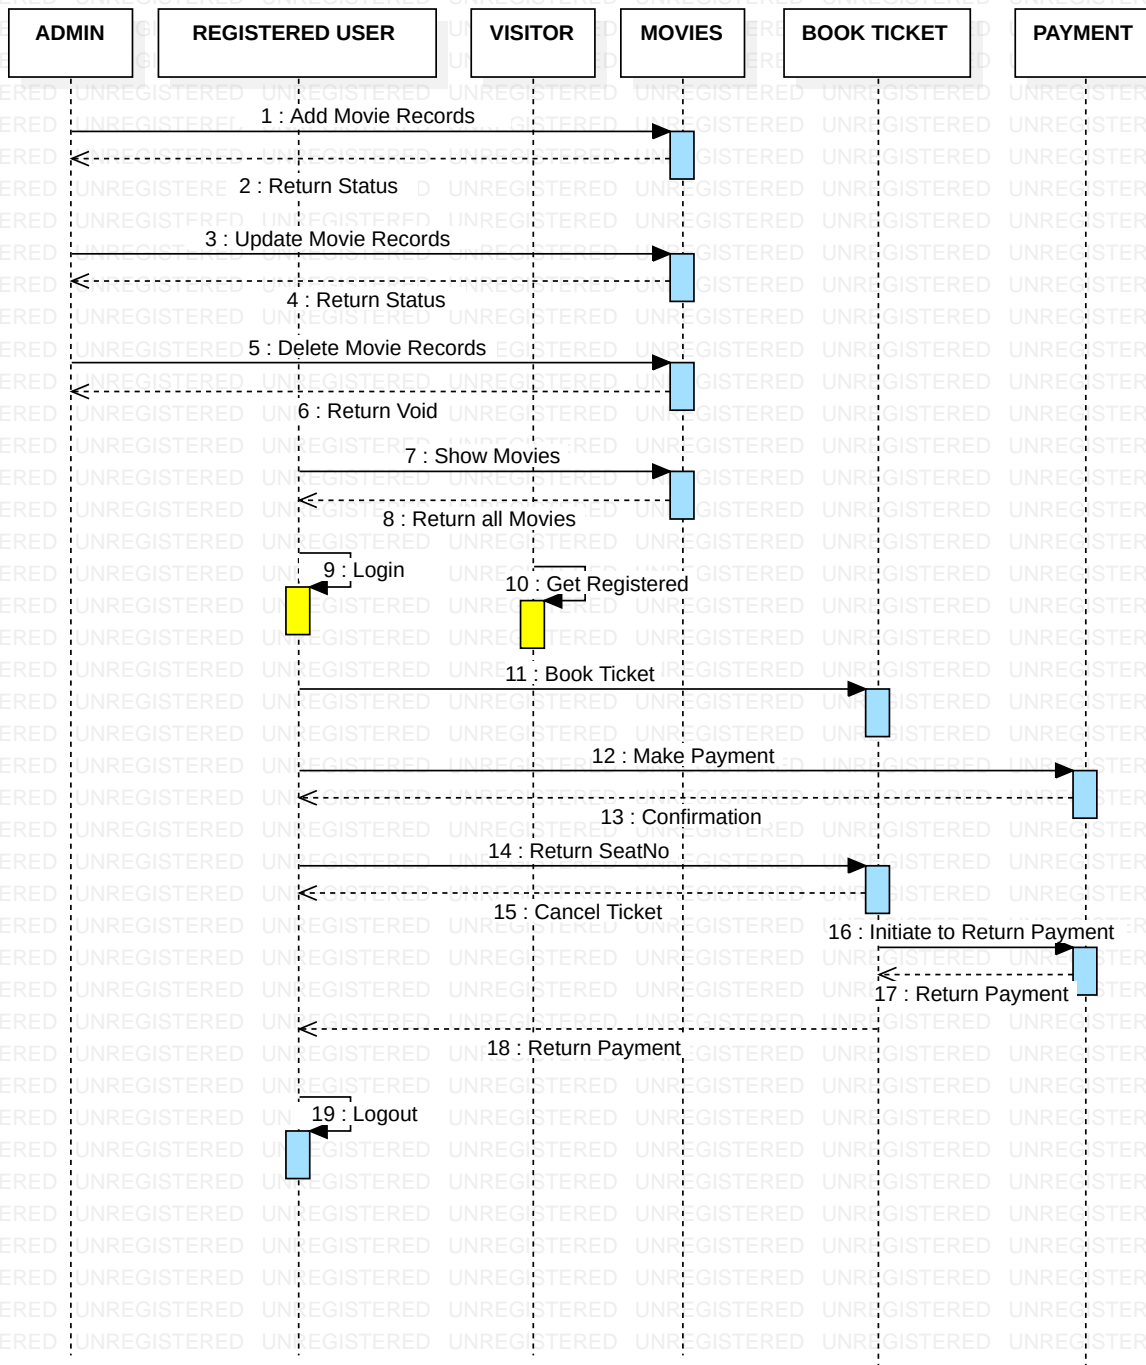 ADMIN
REGISTERED USER
VISITOR
MOVIES
BOOK TICKET
PAYMENT
1 : Add Movie Records
2 : Return Status
3 : Update Movie Records
4 : Return Status
5 : Delete Movie Records
6 : Return Void
7 : Show Movies
8 : Return all Movies
9 : Login
10 : Get Registered
11 : Book Ticket
12 : Make Payment
13 : Confirmation
14 : Return SeatNo
15 : Cancel Ticket
16 : Initiate to Return Payment
17 : Return Payment
18 : Return Payment
19 : Logout
UNREGISTERED